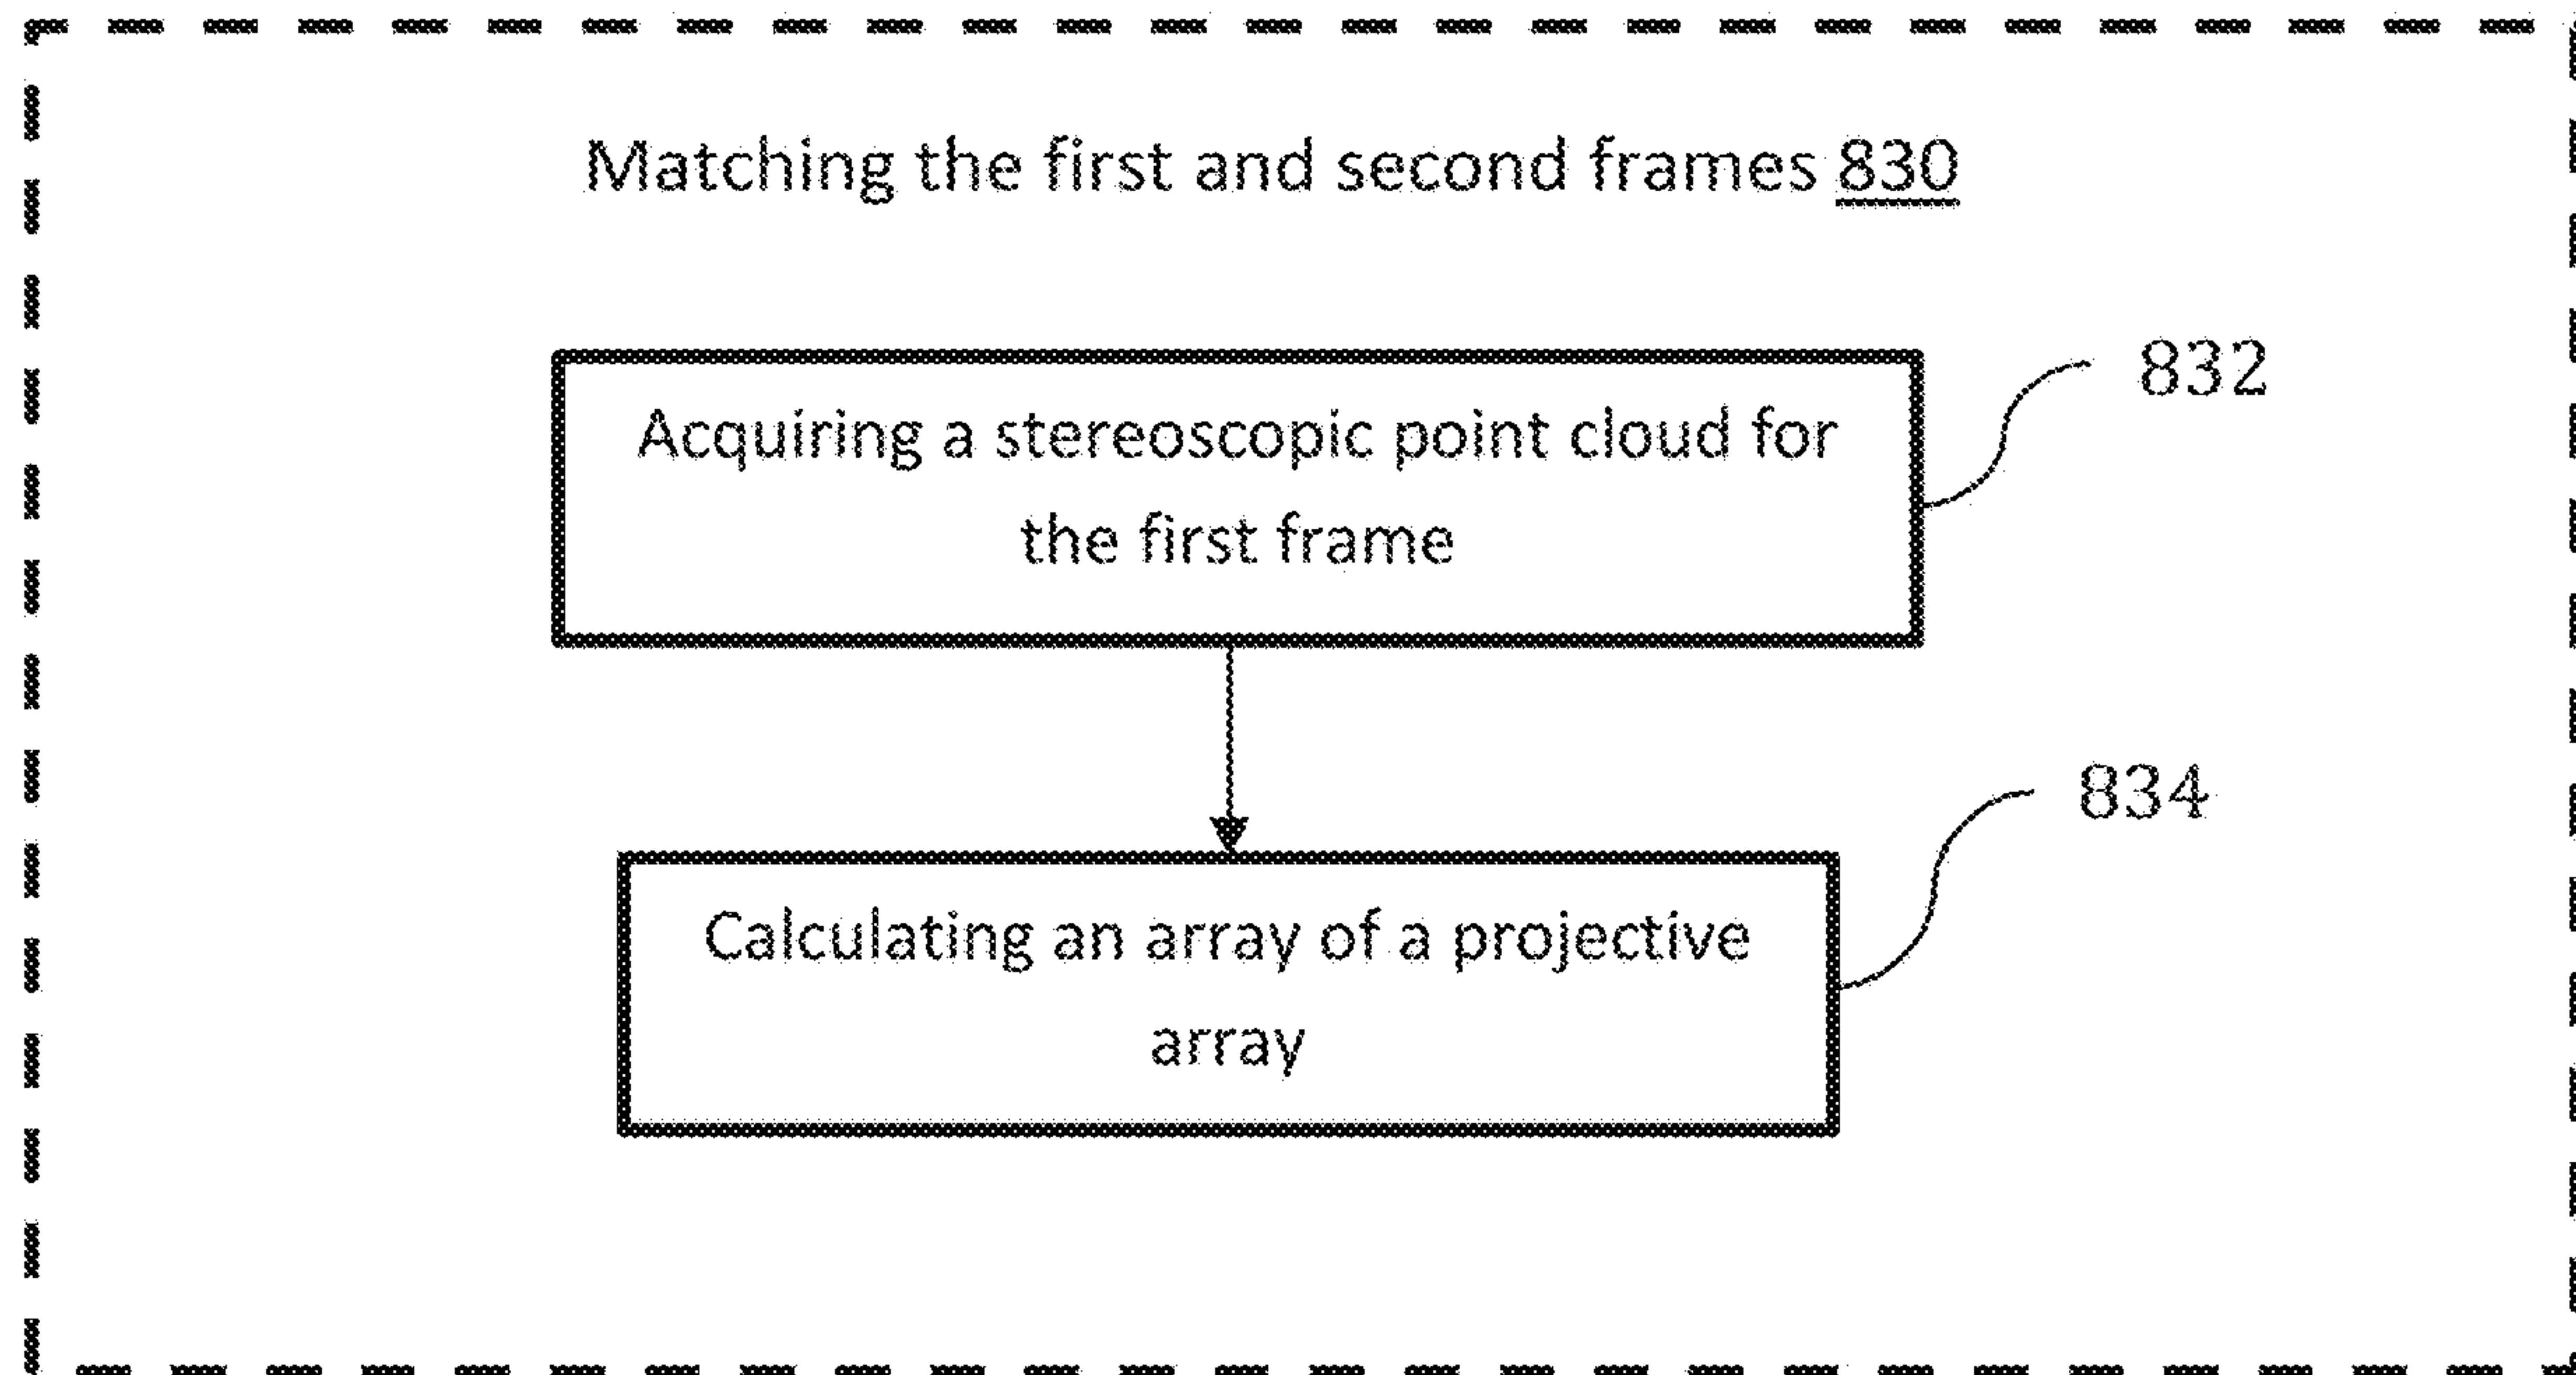 Matching the first and second frames 830
832
Acquiring a stereoscopic point cloud for
the first frame
834
Calculating an array of a projective
array